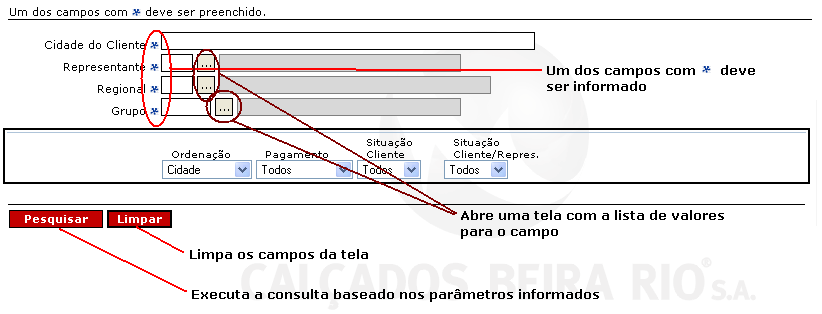 Um dos campos com * deve ser preenchido.
Cidade do Cliente *
Representante * ...
Regional * ...
Grupo * ...
Um dos campos com * deve
ser informado
Ordenação Pagamento Situação Cliente Situação Cliente/Repres.
Cidade Todos Todos Todos
Abre uma tela com a lista de valores
para o campo
Pesquisar Limpar
Limpa os campos da tela
Executa a consulta baseado nos parâmetros informados
CALÇADOS BEIRA RIO® S.A.